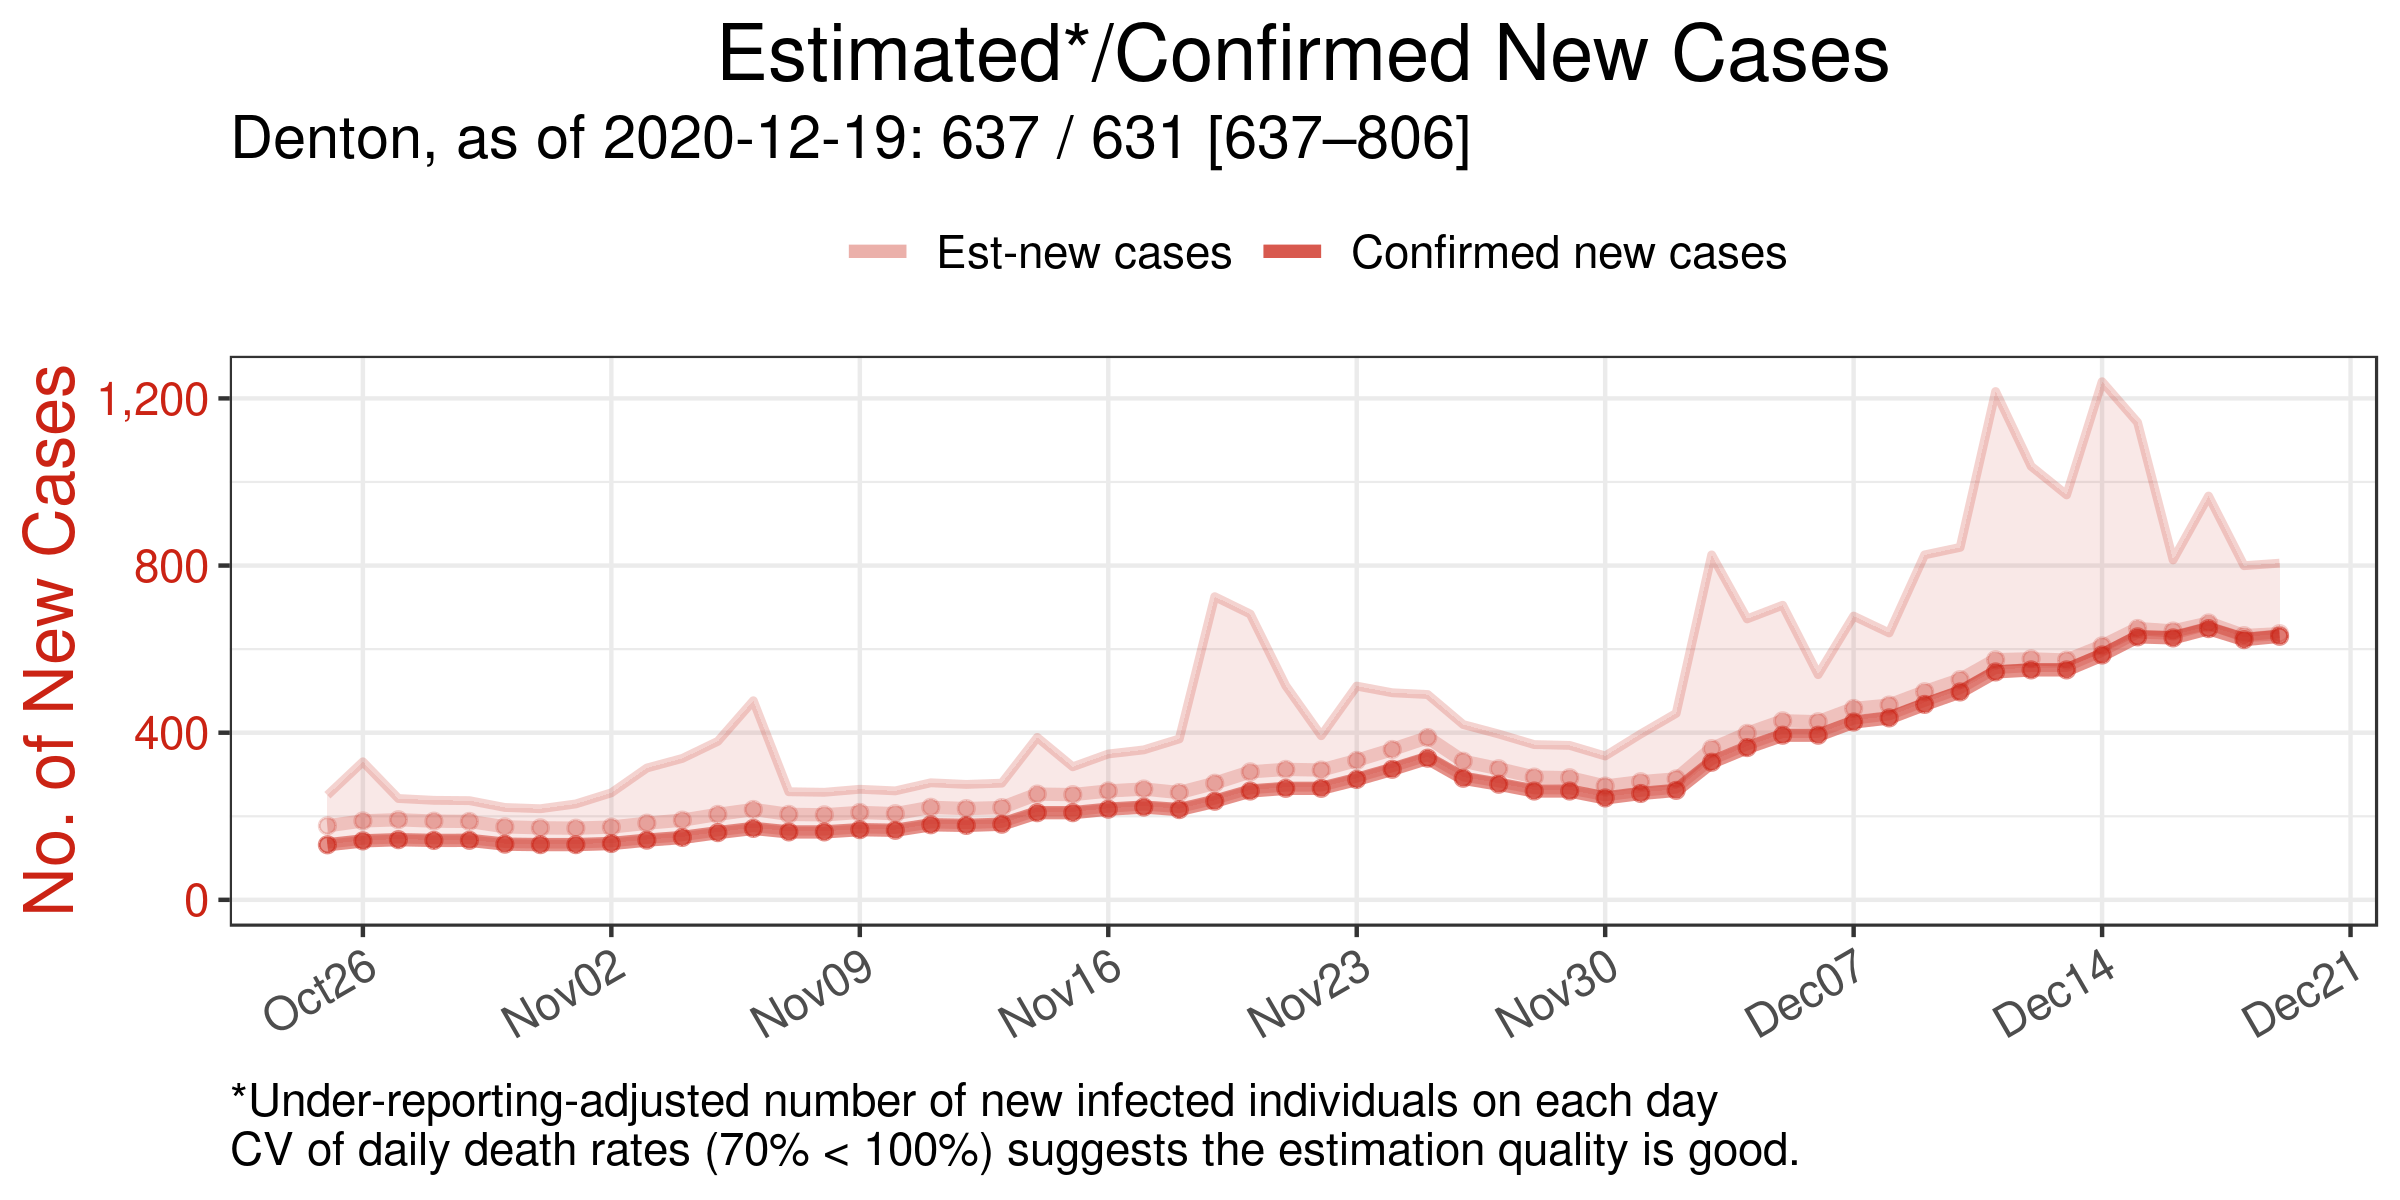 Estimated*/Confirmed New Cases
Denton, as of 2020-12-19: 637 / 631 [637–806]
Est-new cases Confirmed new cases
No. of New Cases
1,200
800
400
0
Oct26 Nov02 Nov09 Nov16 Nov23 Nov30 Dec07 Dec14 Dec21
*Under-reporting-adjusted number of new infected individuals on each day
CV of daily death rates (70% < 100%) suggests the estimation quality is good.